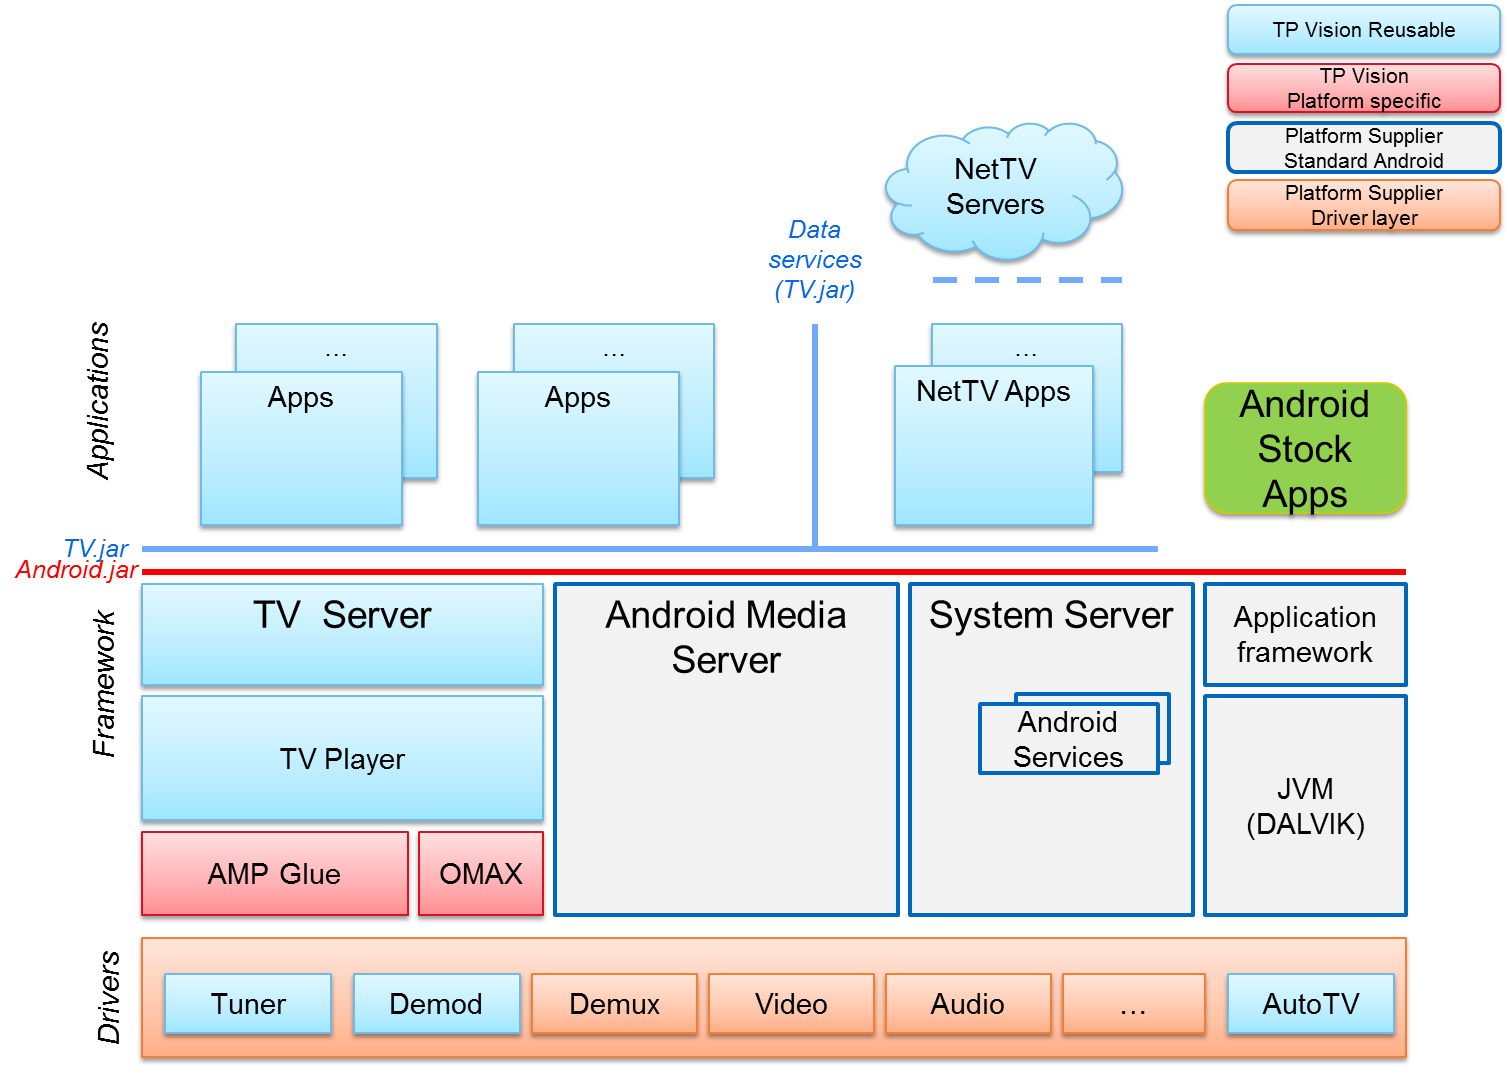 TP Vision Reusable
TP Vision
Platform specific
Platform Supplier
Standard Android
Platform Supplier
Driver layer
NetTV
Servers
Data
services
(TV.jar)
Applications
...
Apps
...
Apps
...
NetTV Apps
Android
Stock
Apps
TV.jar
Android.jar
Framework
TV Server
Android Media
Server
System Server
Application
framework
TV Player
Android
Services
JVM
(DALVIK)
AMP Glue
OMAX
Drivers
Tuner
Demod
Demux
Video
Audio
...
AutoTV